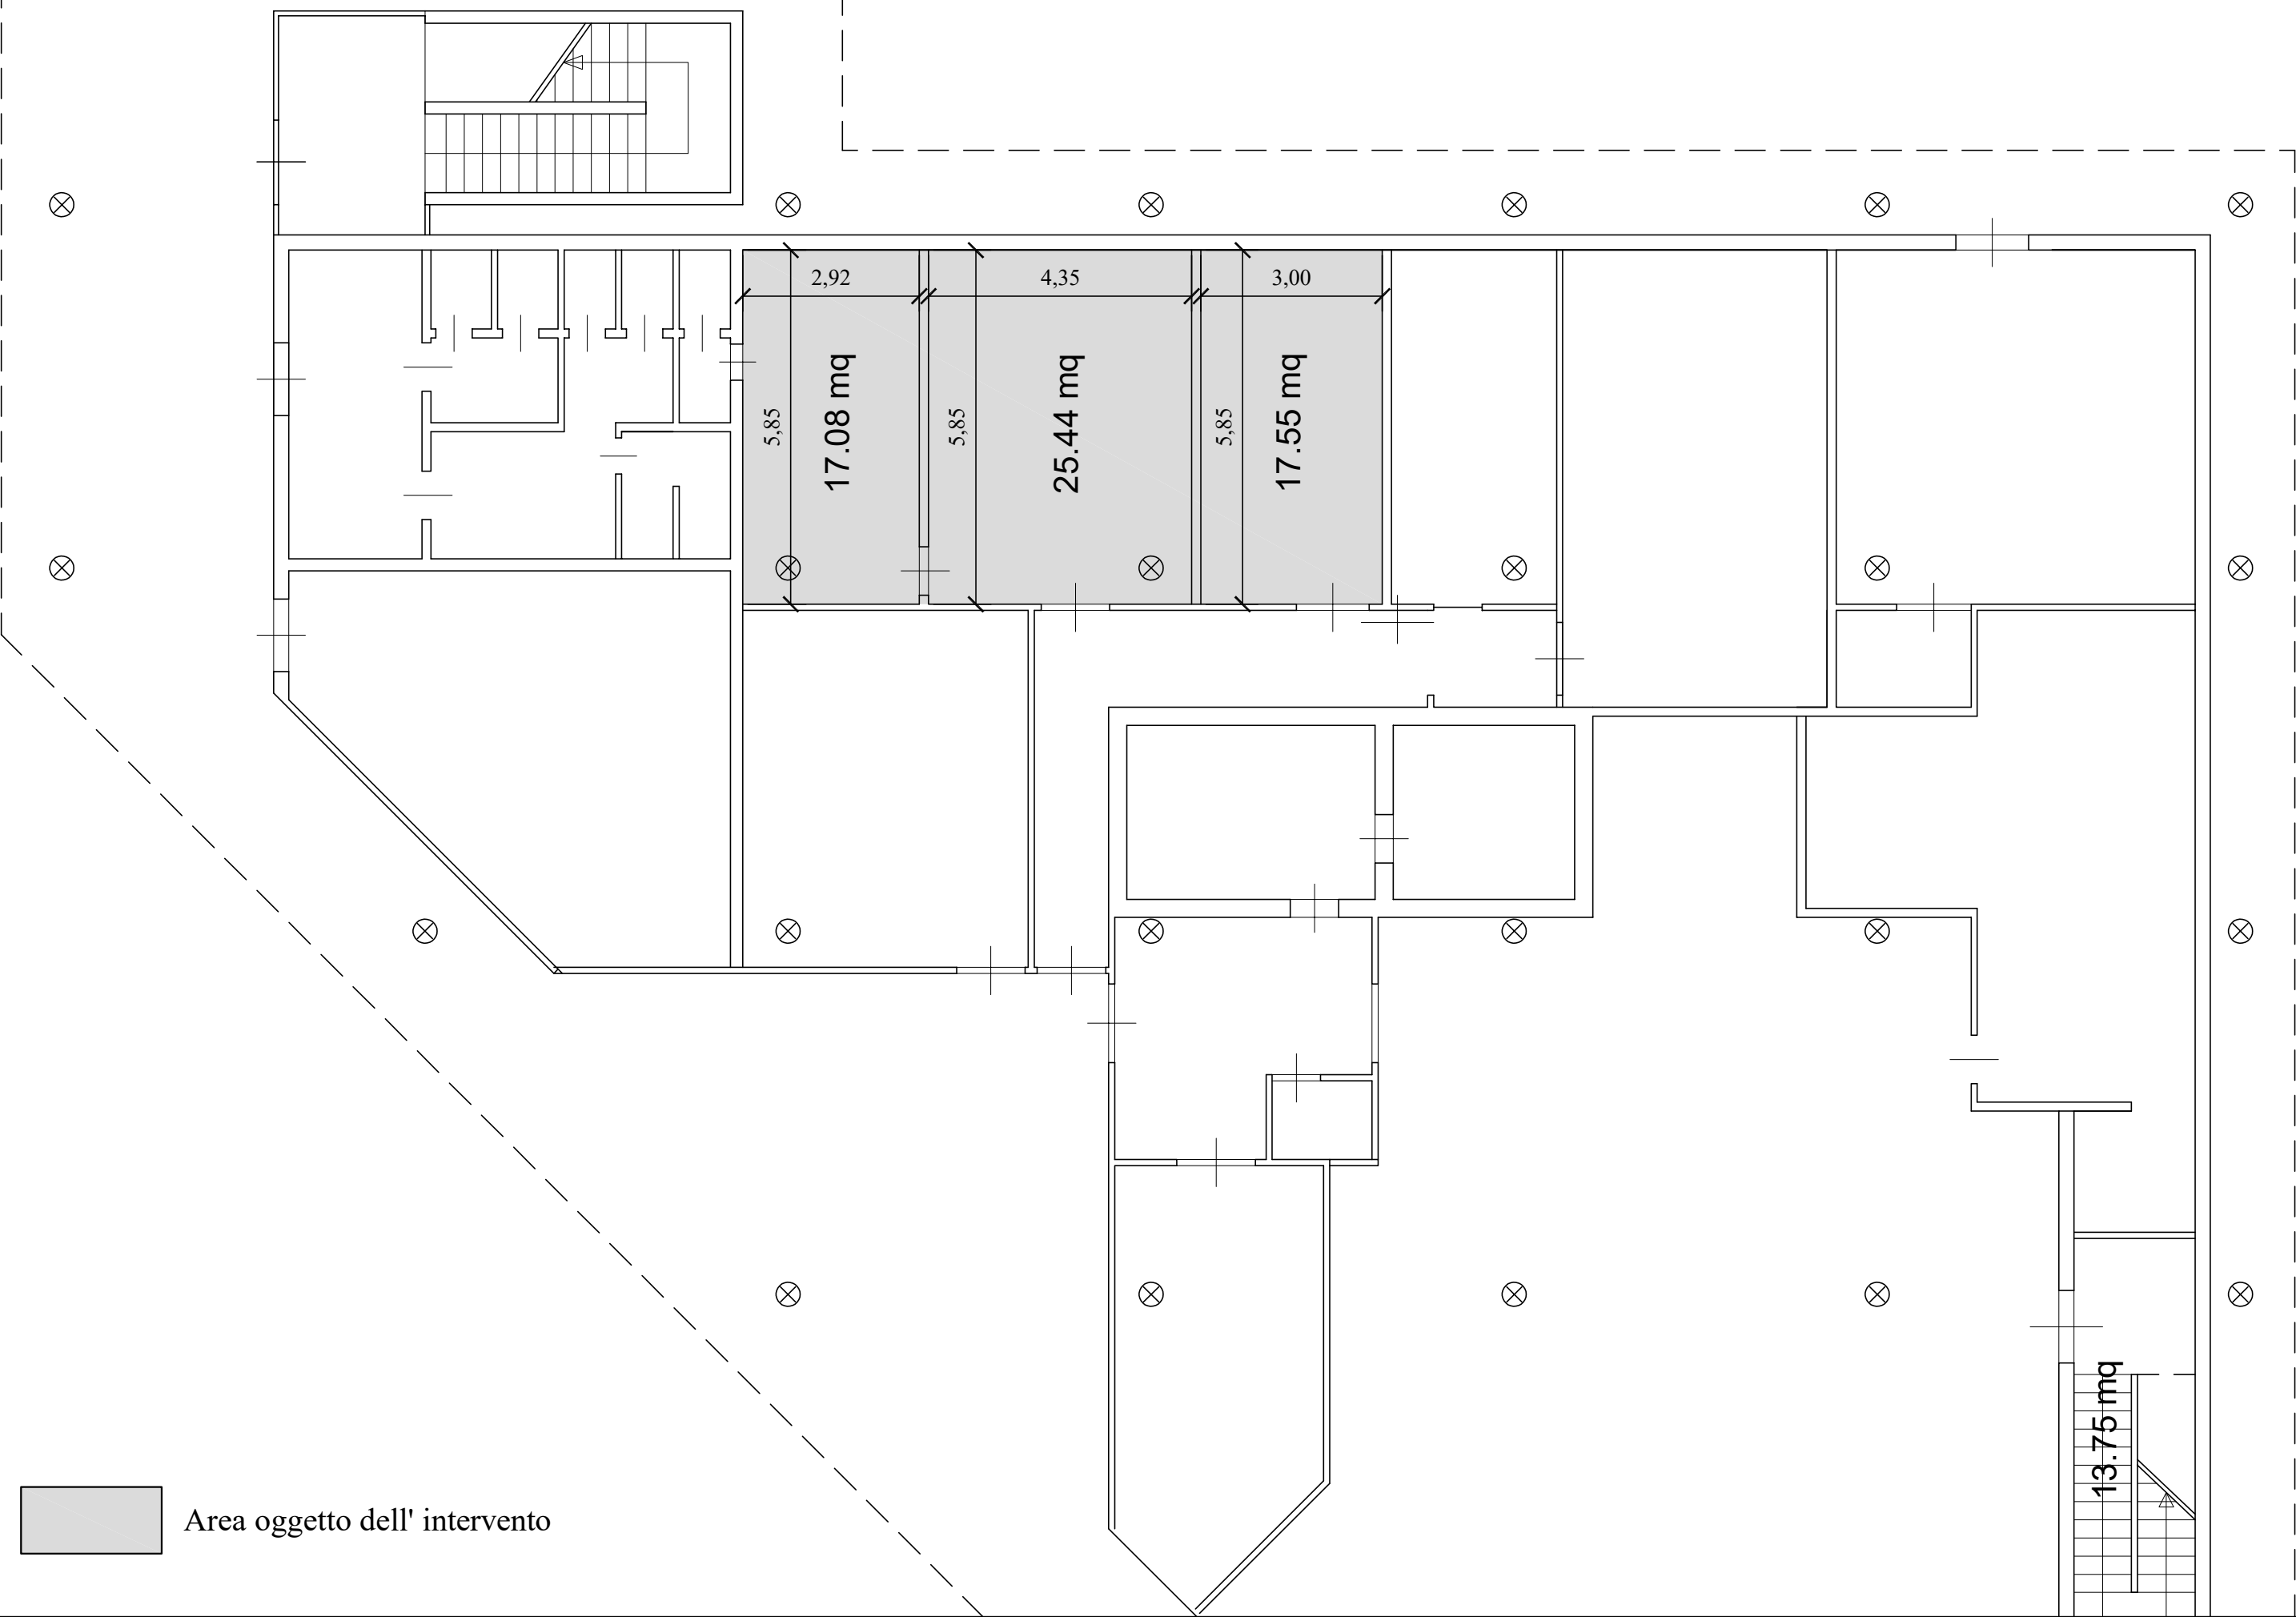 2,92
4,35
3,00
5,85
17.08 mq
5,85
25.44 mq
5,85
17.55 mq
13.75 mq
Area oggetto dell' intervento